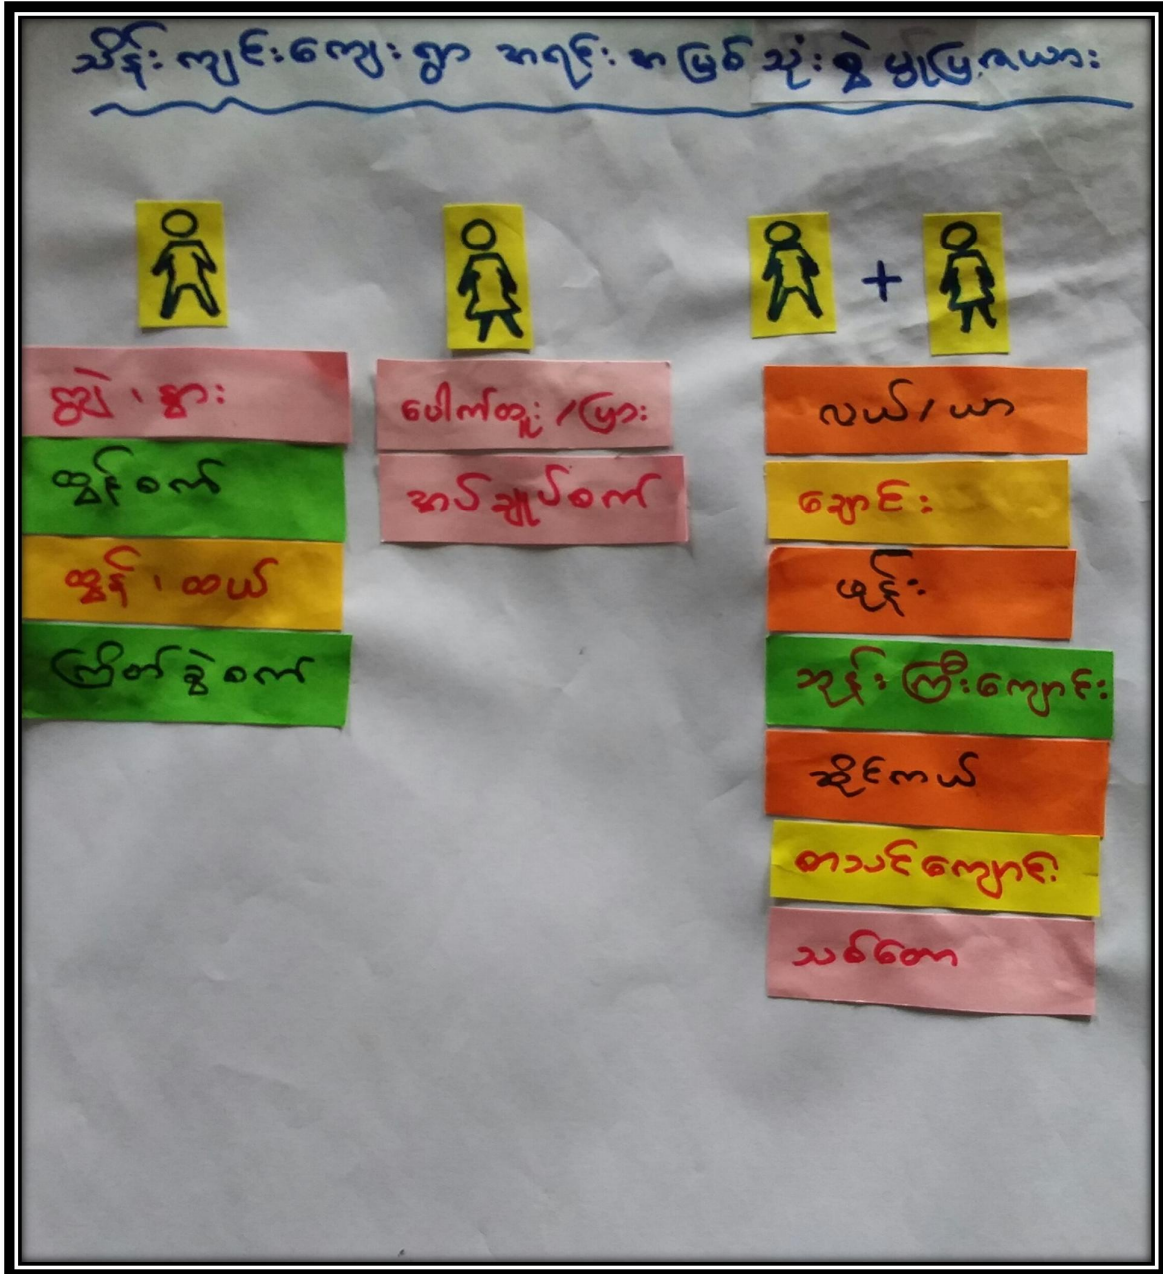 သိန်းကျင်းကျေးရွာ အရင်းအမြစ်သုံးစွဲမှုပြဇယား
+
နွား
ထွန်စက်
ထွန်၊ ထယ်
ကြိတ်ခွဲစက်
ပေါက်တူး/ပြား
အပ်ချုပ်စက်
လယ်/ယာ
ချောင်း
ဖုန်း
ဘုန်းကြီးကျောင်း
ဆိုင်ကယ်
စာသင်ကျောင်း
သစ်တော